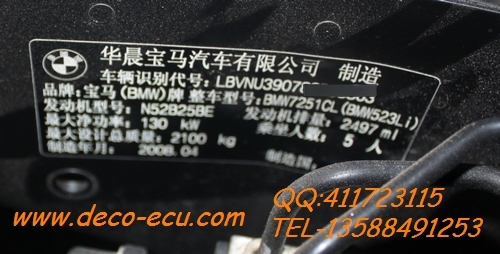 BMW
华晨宝马汽车有限公司 制造
车辆识别代号: LBVNU3907
品牌: 宝马(BMW)牌 整车型号: BMW7251CL(BMW523Li)
发动机型号: N52B25BE 发动机排量: 2497 ml
最大净功率: 130 kW 乘坐人数: 5 人
最大设计总质量: 2100 kg
制造年月: 2008.04 制造国:
QQ:411723115
www.deco-ecu.com TEL-13588491253